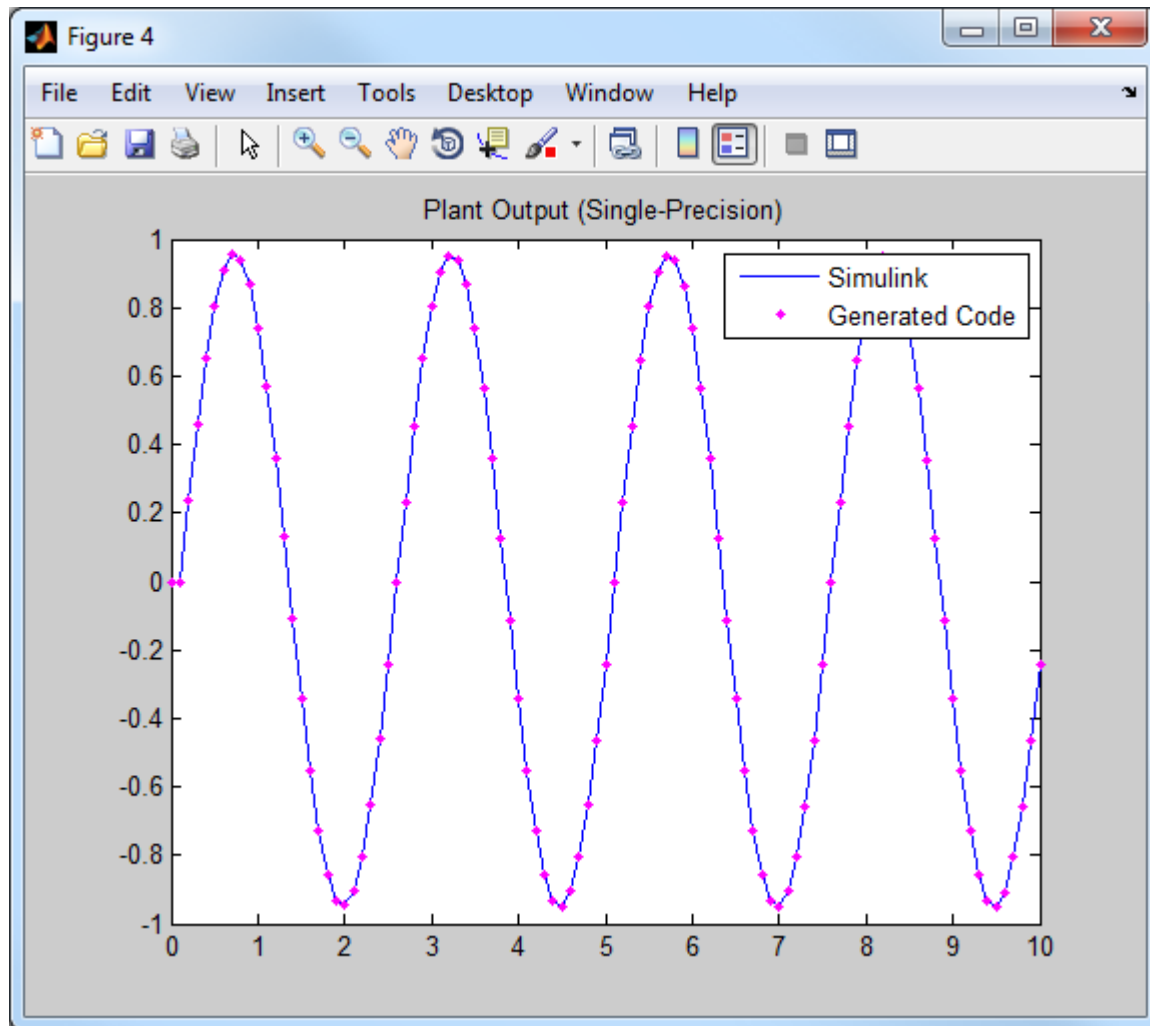 Figure 4
File Edit View Insert Tools Desktop Window Help
Plant Output (Single-Precision)
Simulink
Generated Code
1
0.8
0.6
0.4
0.2
0
-0.2
-0.4
-0.6
-0.8
-1
0 1 2 3 4 5 6 7 8 9 10